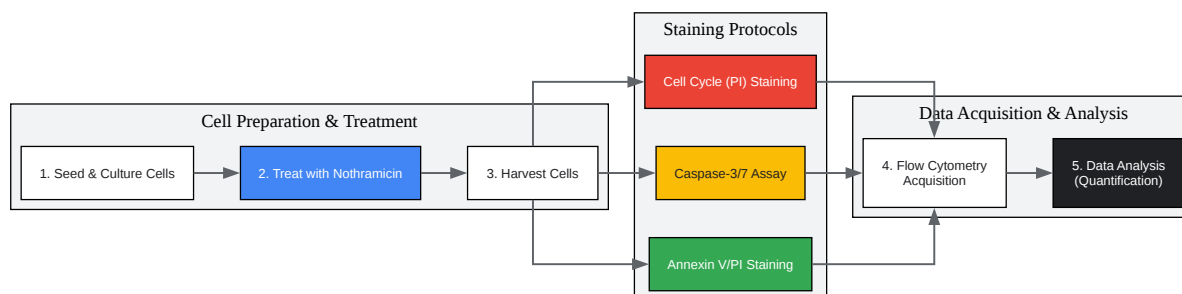 Staining Protocols
Cell Cycle (PI) Staining
Cell Preparation & Treatment
Data Acquisition & Analysis
1. Seed & Culture Cells
2. Treat with Nothramicin
3. Harvest Cells
Caspase-3/7 Assay
4. Flow Cytometry
Acquisition
5. Data Analysis
(Quantification)
Annexin V/PI Staining